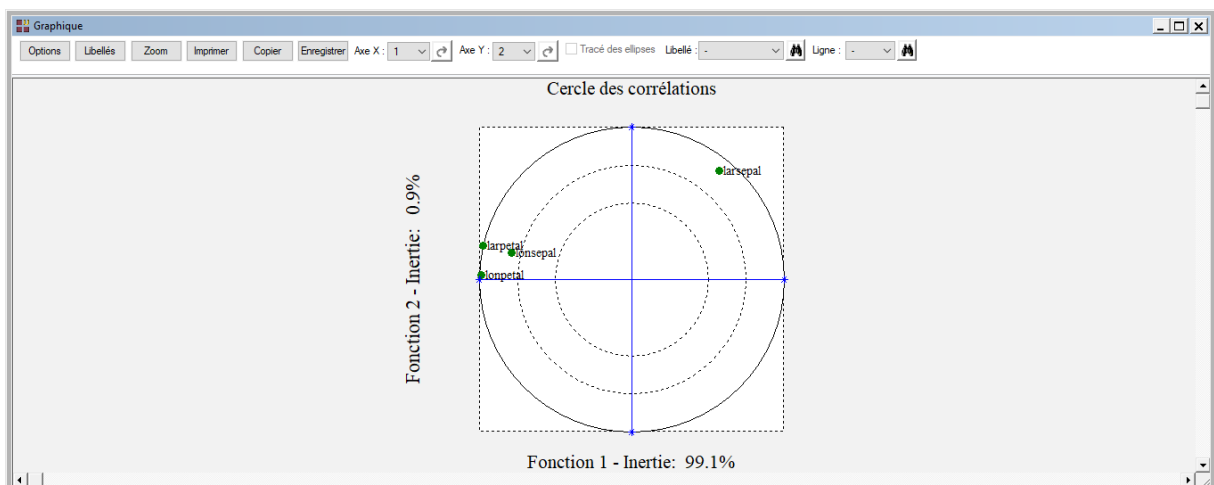 Graphique
Options Libellés Zoom Imprimer Copier Enregistrer Axe X : 1 Axe Y : 2 Tracé des ellipses Libellé : - Ligne : -
Cercle des corrélations
larsepal
larpetal
lonsepal
lonpetal
Fonction 2 - Inertie: 0.9%
Fonction 1 - Inertie: 99.1%